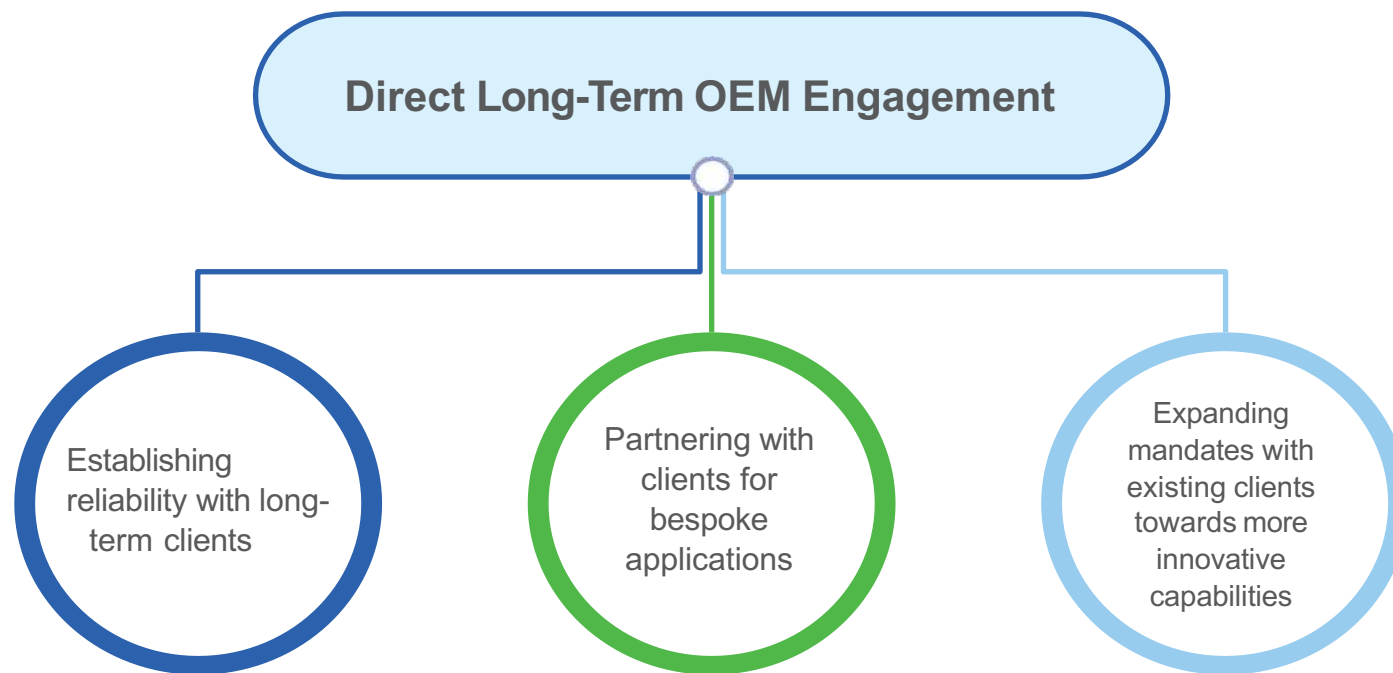 Direct Long-Term OEM Engagement
Establishing
reliability with long-
term clients
Partnering with
clients for
bespoke
applications
Expanding
mandates with
existing clients
towards more
innovative
capabilities